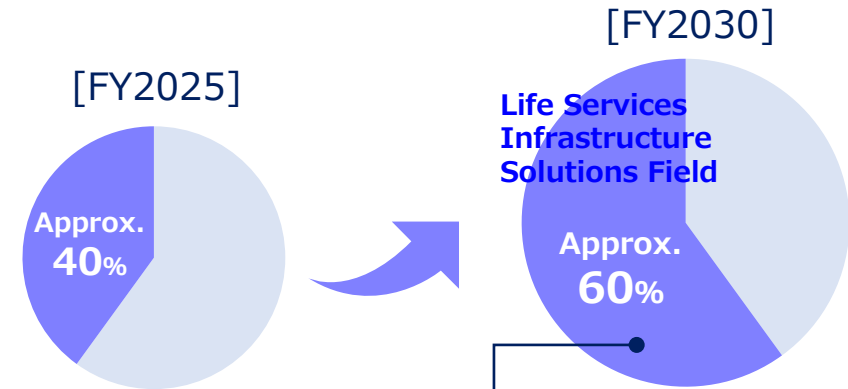 [FY2025]
Approx.
40%
[FY2030]
Life Services
Infrastructure
Solutions Field
Approx.
60%